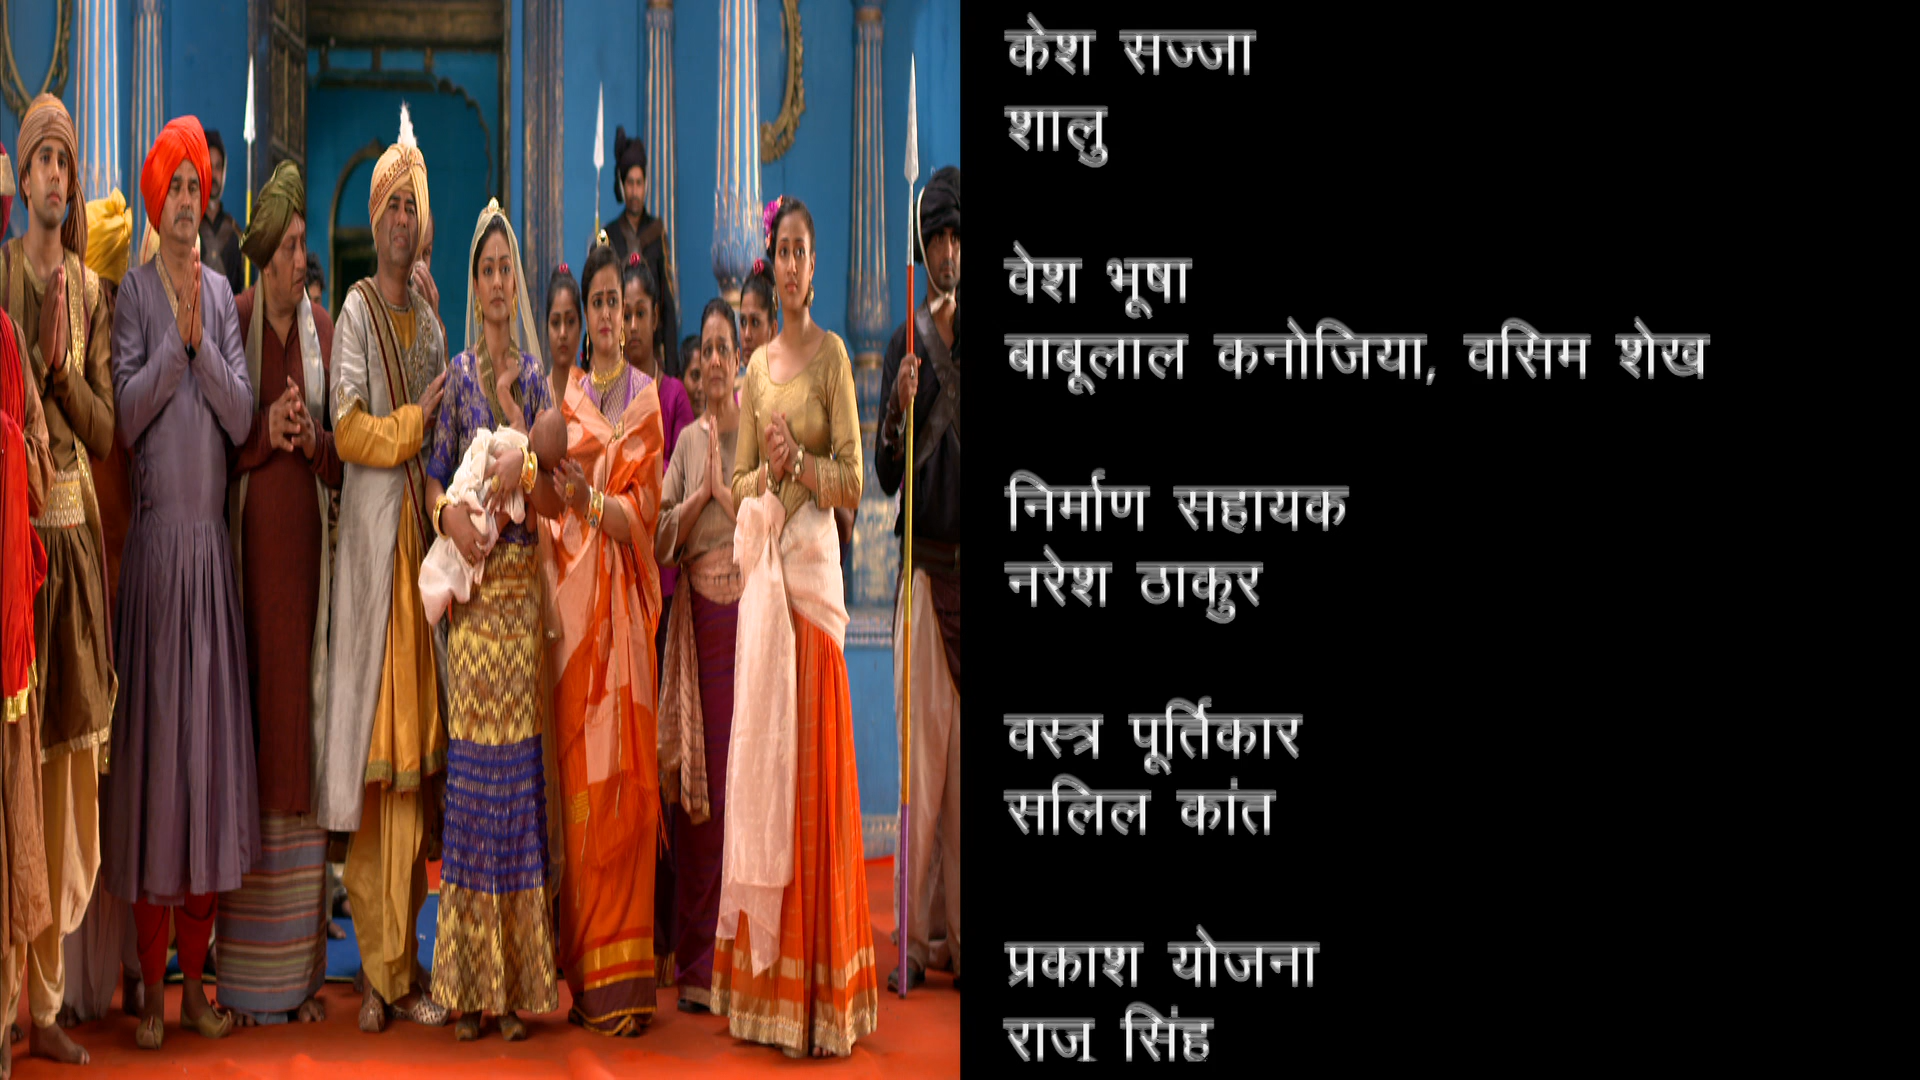 केश सज्जा
शालु
वेश भूषा
बाबूलाल कनोजिया, वसिम शेख
निर्माण सहायक
नरेश ठाकुर
वस्त्र पूर्तिकार
सलिल कांत
प्रकाश योजना
राजु सिंह